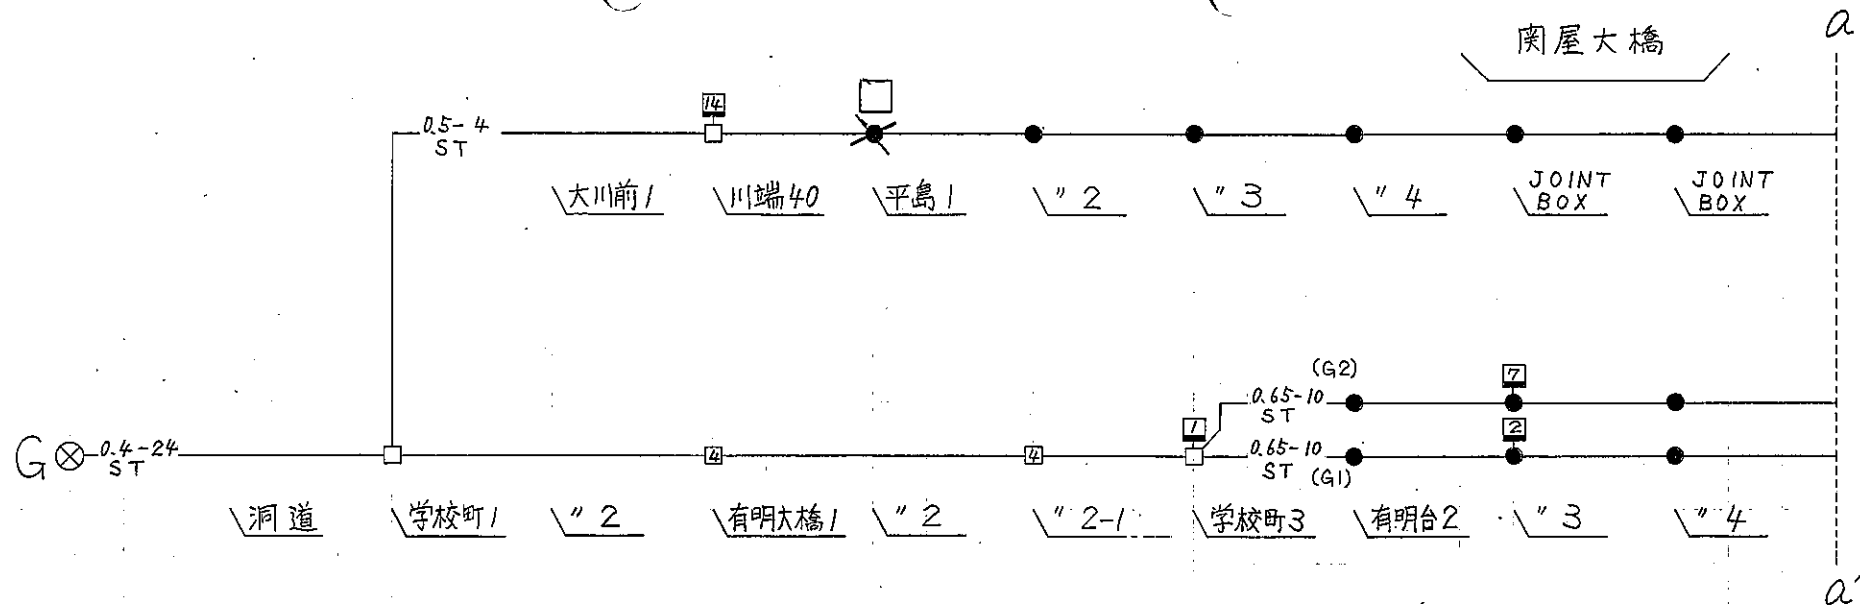 関屋大橋
a
14
0.5-4
ST
大川前1
川端40
平島1
〃2
〃3
〃4
JOINT
BOX
JOINT
BOX
(G2)
7
0.65-10
ST
1
2
G
0.4-24
ST
4
4
0.65-10
ST
(G1)
洞道
学校町1
〃2
有明大橋1
〃2
〃2-1
学校町3
有明台2
〃3
〃4
a'